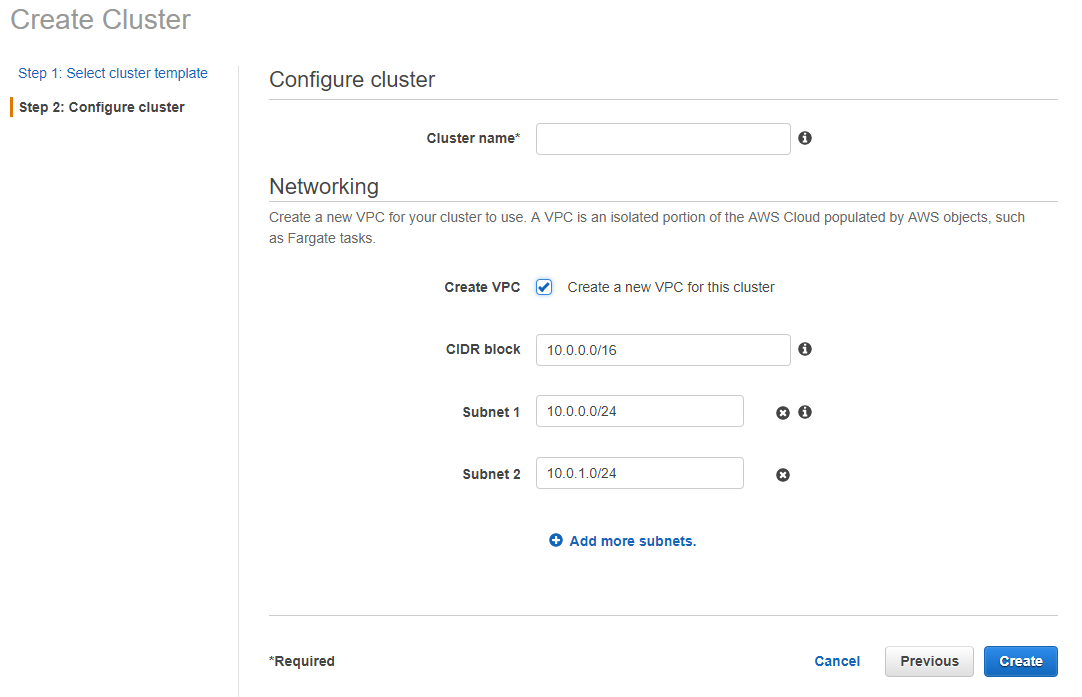 Create Cluster
Step 1: Select cluster template
Step 2: Configure cluster
Configure cluster
Cluster name*
Networking
Create a new VPC for your cluster to use. A VPC is an isolated portion of the AWS Cloud populated by AWS objects, such
as Fargate tasks.
Create VPC Create a new VPC for this cluster
CIDR block 10.0.0.0/16
Subnet 1 10.0.0.0/24
Subnet 2 10.0.1.0/24
Add more subnets.
*Required Cancel Previous Create